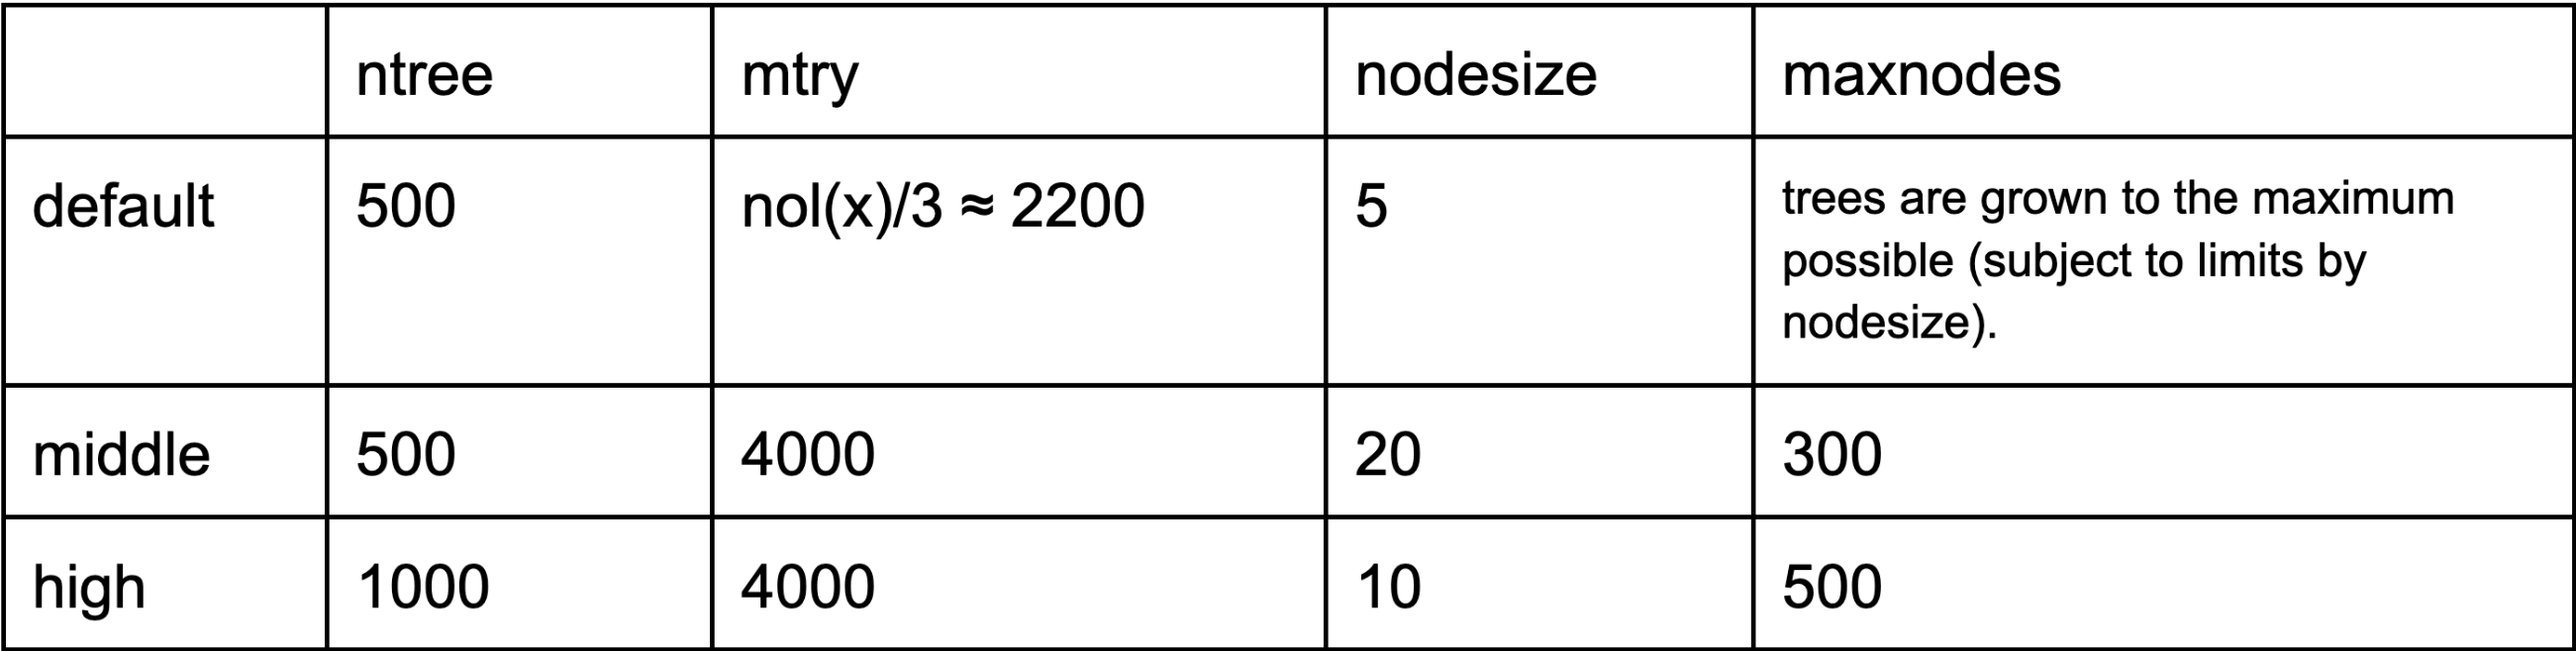 ntree mtry nodesize maxnodes
default 500 nol(x)/3 ≈ 2200 5 trees are grown to the maximum
possible (subject to limits by
nodesize).
middle 500 4000 20 300
high 1000 4000 10 500